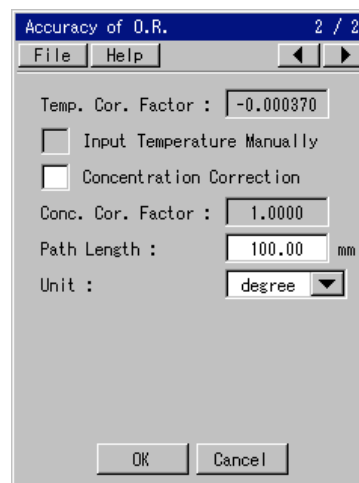 Accuracy of O.R. 2 / 2
File Help
Temp. Cor. Factor : -0.000370
Input Temperature Manually
Concentration Correction
Conc. Cor. Factor : 1.0000
Path Length : 100.00 mm
Unit : degree
OK Cancel